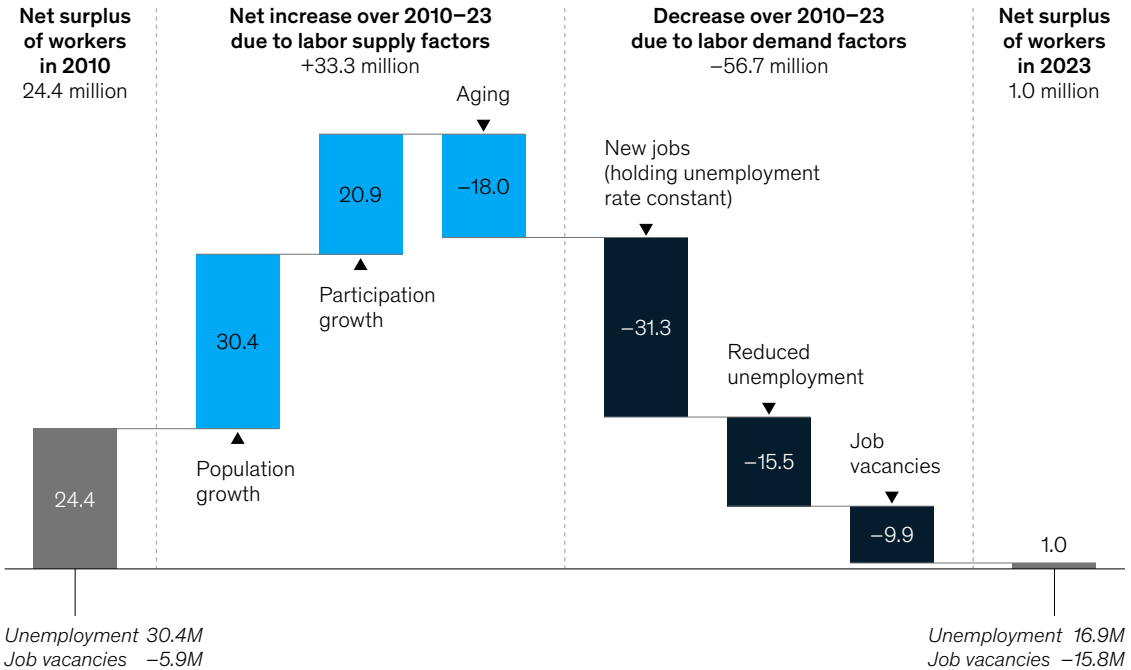 Net surplus
of workers
in 2010
24.4 million
Net increase over 2010–23
due to labor supply factors
+33.3 million
Decrease over 2010–23
due to labor demand factors
–56.7 million
Net surplus
of workers
in 2023
1.0 million
Aging
20.9
–18.0
New jobs
(holding unemployment
rate constant)
Participation
growth
30.4
–31.3
Reduced
unemployment
Population
growth
24.4
–15.5
Job
vacancies
–9.9
1.0
Unemployment 30.4M
Job vacancies –5.9M
Unemployment 16.9M
Job vacancies –15.8M